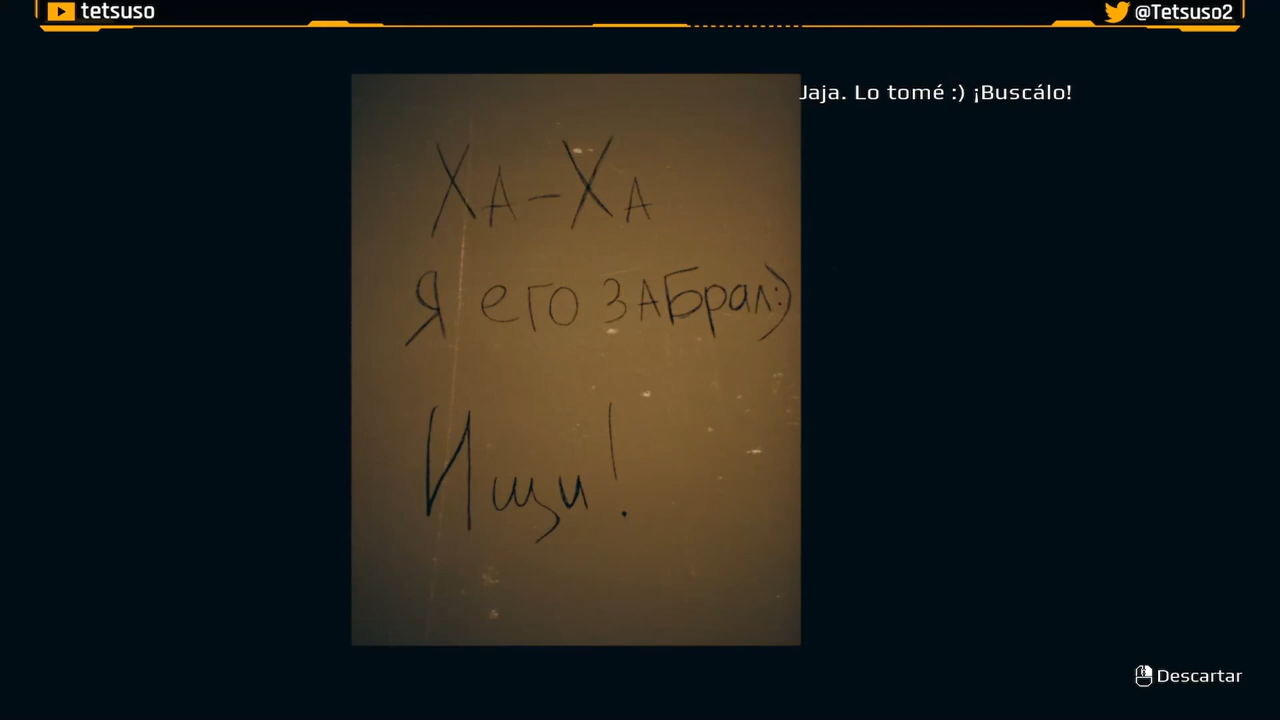 tetsuso
@Tetsuso2
Jaja. Lo tomé :) ¡Buscálo!
Ха-Ха
Я его забрал:)
Ищи!
Descartar